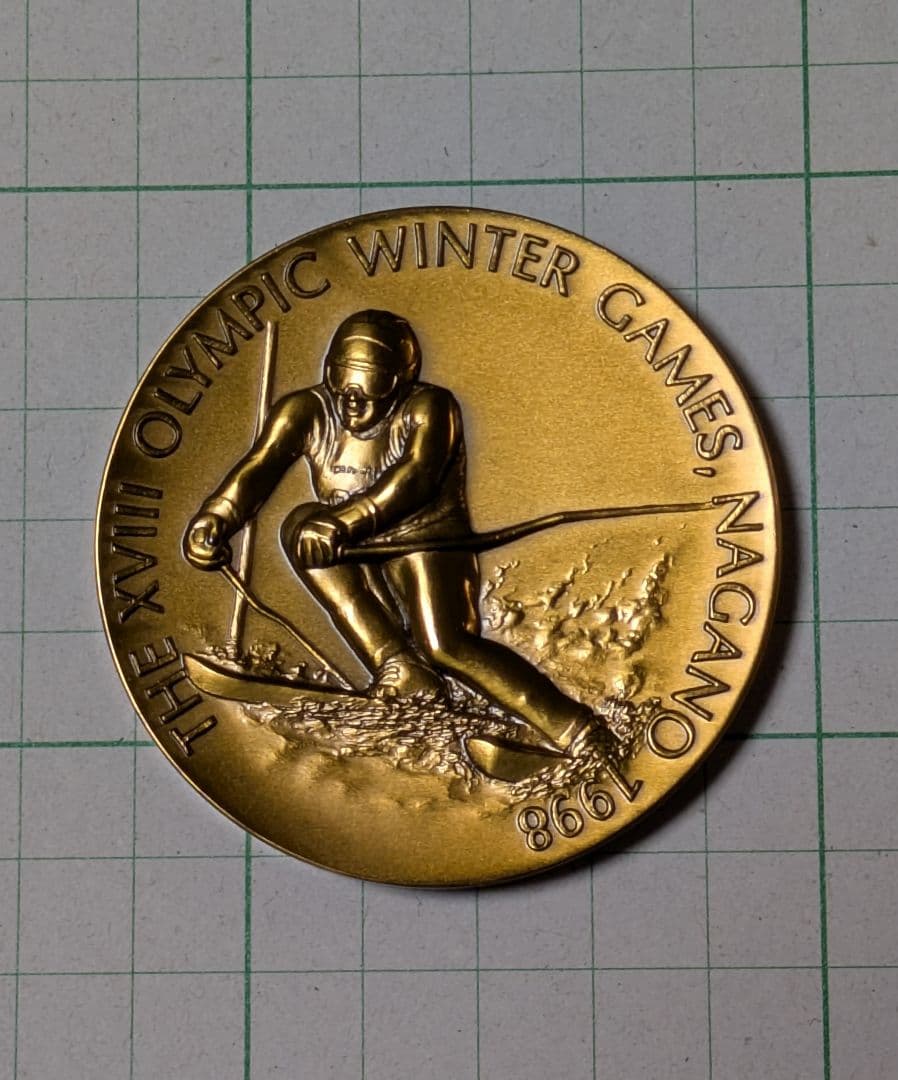 THE XVIII OLYMPIC WINTER GAMES, NAGANO 1998